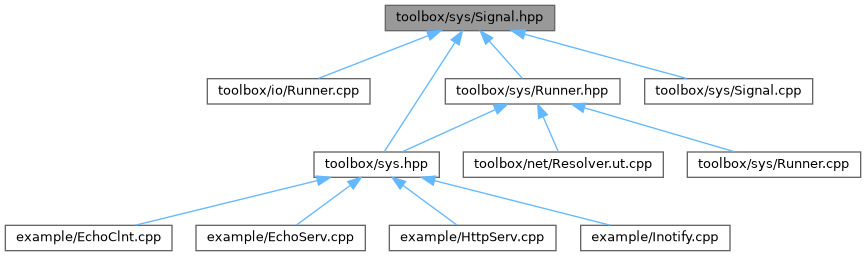 toolbox/sys/Signal.hpp
toolbox/io/Runner.cpp
toolbox/sys/Runner.hpp
toolbox/sys/Signal.cpp
toolbox/sys.hpp
toolbox/net/Resolver.ut.cpp
toolbox/sys/Runner.cpp
example/EchoClnt.cpp
example/EchoServ.cpp
example/HttpServ.cpp
example/Inotify.cpp